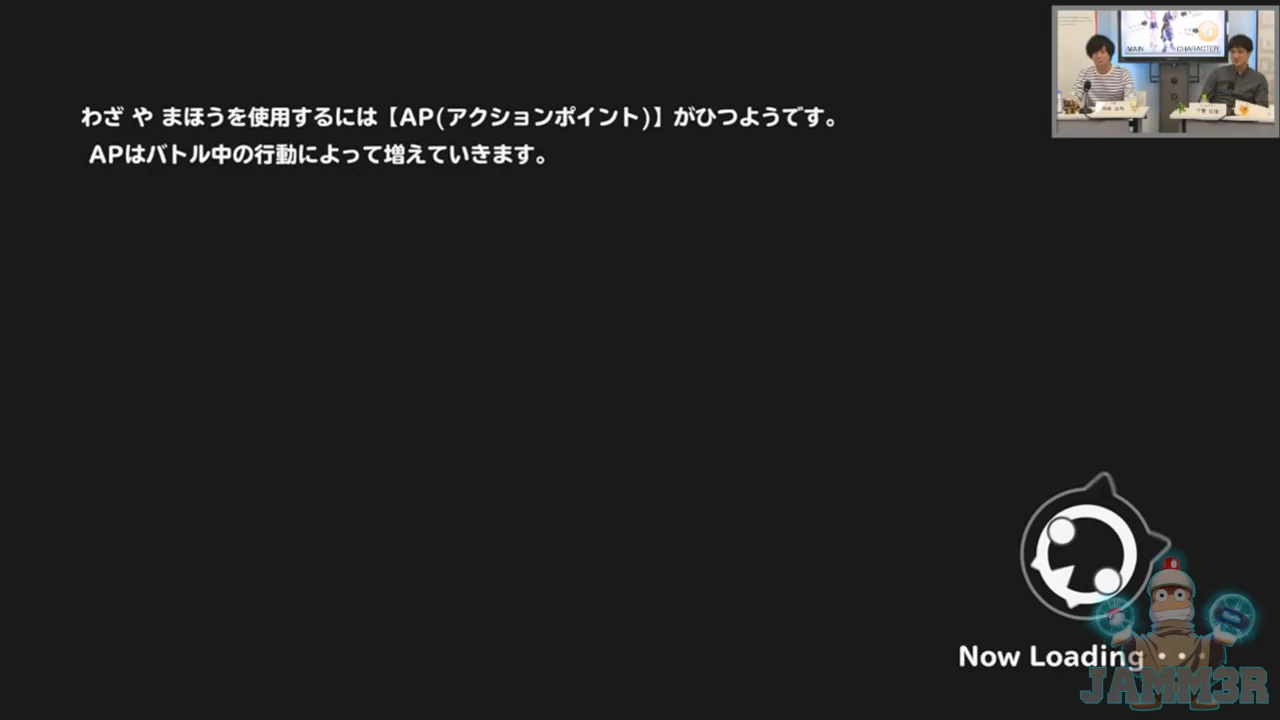 MAIN CHARACTER
わざ や まほうを使用するには【AP(アクションポイント)】がひつようです。
APはバトル中の行動によって増えていきます。
Now Loading . . .
JAMM3R